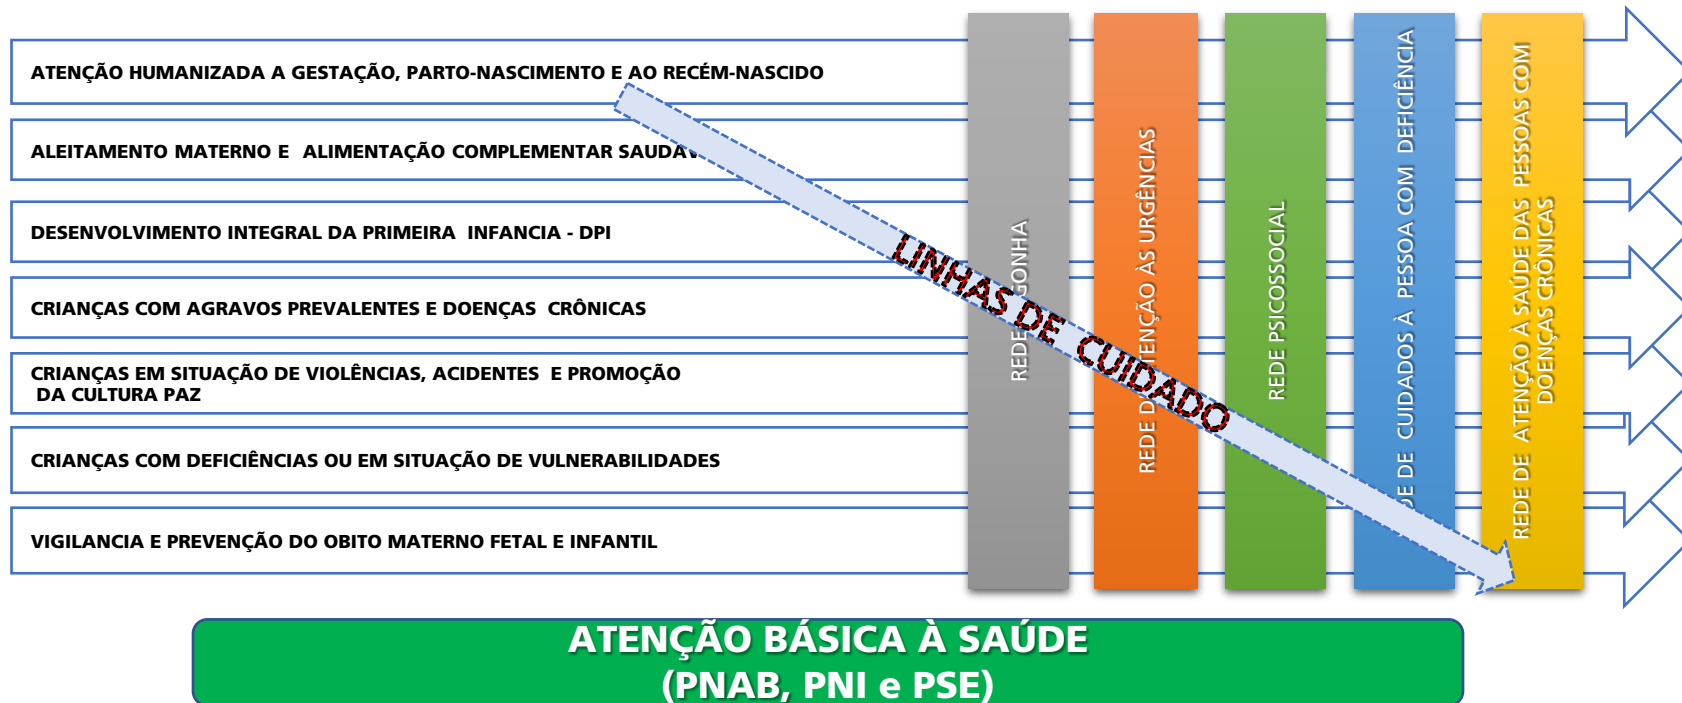 ATENÇÃO HUMANIZADA A GESTAÇÃO, PARTO-NASCIMENTO E AO RECÉM-NASCIDO
ALEITAMENTO MATERNO E ALIMENTAÇÃO COMPLEMENTAR
DESENVOLVIMENTO INTEGRAL DA PRIMEIRA INFANCIA - DPI
CRIANÇAS COM AGRAVOS PREVALENTES E DOENÇAS CRÔNICAS
CRIANÇAS EM SITUAÇÃO DE VIOLÊNCIAS, ACIDENTES E PROMOÇÃO
DA CULTURA PAZ
CRIANÇAS COM DEFICIÊNCIAS OU EM SITUAÇÃO DE VULNERABILIDADES
VIGILANCIA E PREVENÇÃO DO OBITO MATERNO FETAL E INFANTIL
LINHAS DE CUIDADO
REDE
REDE ÀS URGÊNCIAS
REDE PSICOSSOCIAL
DE CUIDADOS À PESSOA COM DEFICIÊNCIA
REDE DE ATENÇÃO À SAÚDE DAS PESSOAS COM
DOENÇAS CRÔNICAS
ATENÇÃO BÁSICA À SAÚDE
(PNAB, PNI e PSE)